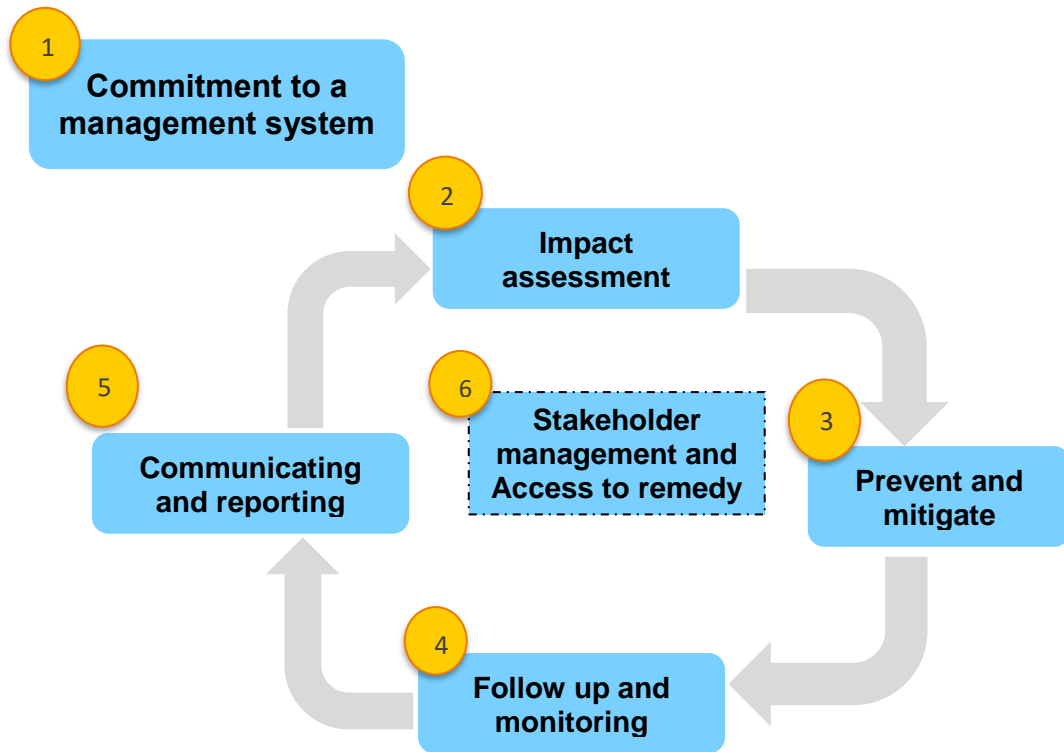 1
Commitment to a
management system
2
Impact
assessment
3
Prevent and
mitigate
4
Follow up and
monitoring
5
Communicating
and reporting
6
Stakeholder
management and
Access to remedy